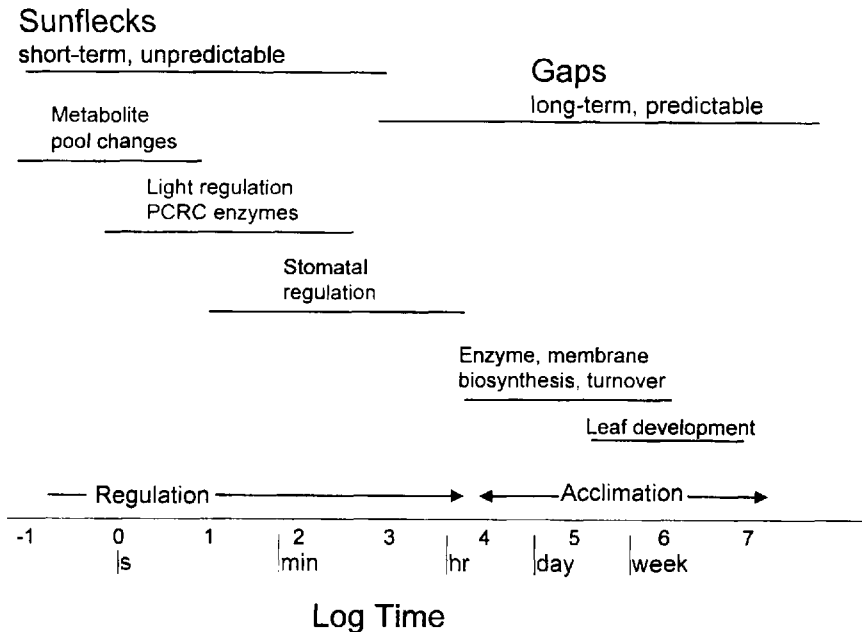 Sunflecks
short-term, unpredictable
Gaps
long-term, predictable
Metabolite
pool changes
Light regulation
PCRC enzymes
Stomatal
regulation
Enzyme, membrane
biosynthesis, turnover
Leaf development
Regulation
Acclimation
-1 0 1 2 3 4 5 6 7
s min hr day week
Log Time